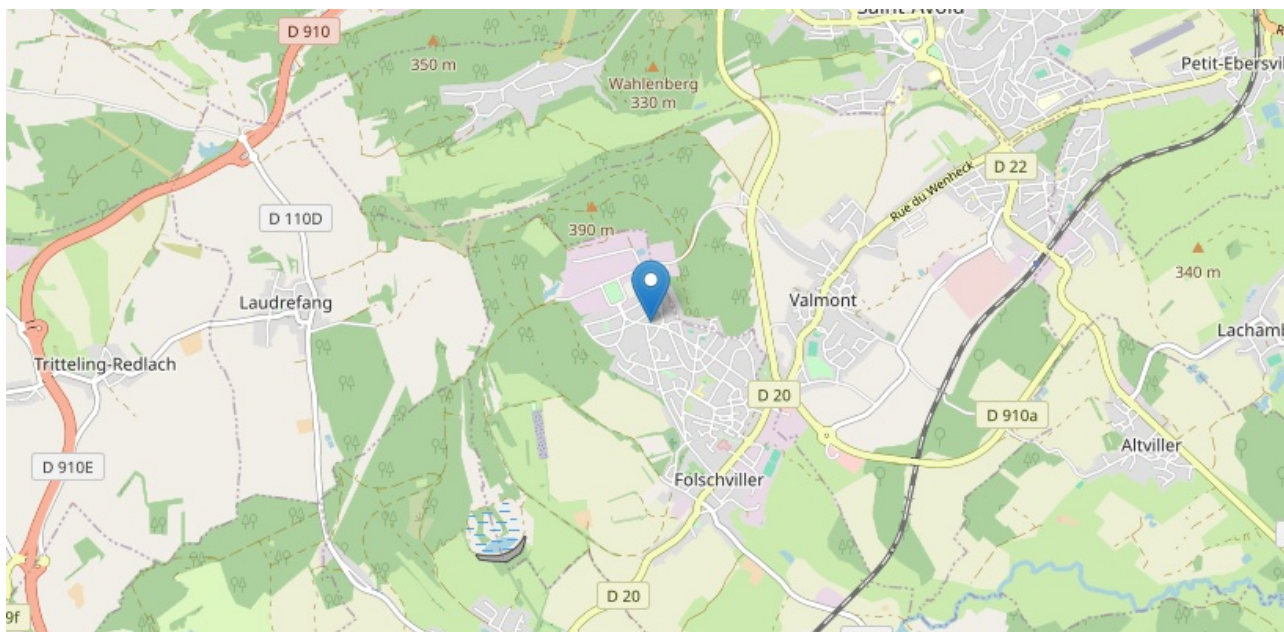 Saint-Avold
D 910
350 m
Wahlenberg
330 m
Petit-Ebersvil
D 22
Rue du Wenheck
D 110D
390 m
340 m
Laudrefang
Valmont
Lachamb
Tritteling-Redlach
D 20
D 910a
Altviller
D 910E
Folschviller
D 20
9f